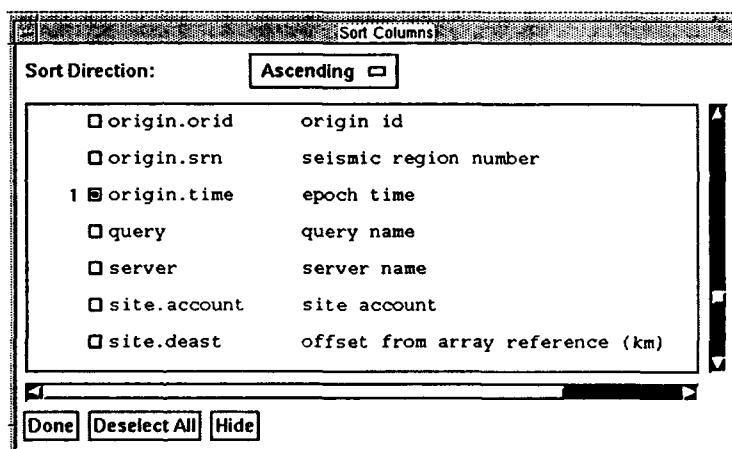 Sort Columns
Sort Direction: Ascending
origin.orid origin id
origin.srn seismic region number
1 origin.time epoch time
query query name
server server name
site.account site account
site.deast offset from array reference (km)
Done Deselect All Hide